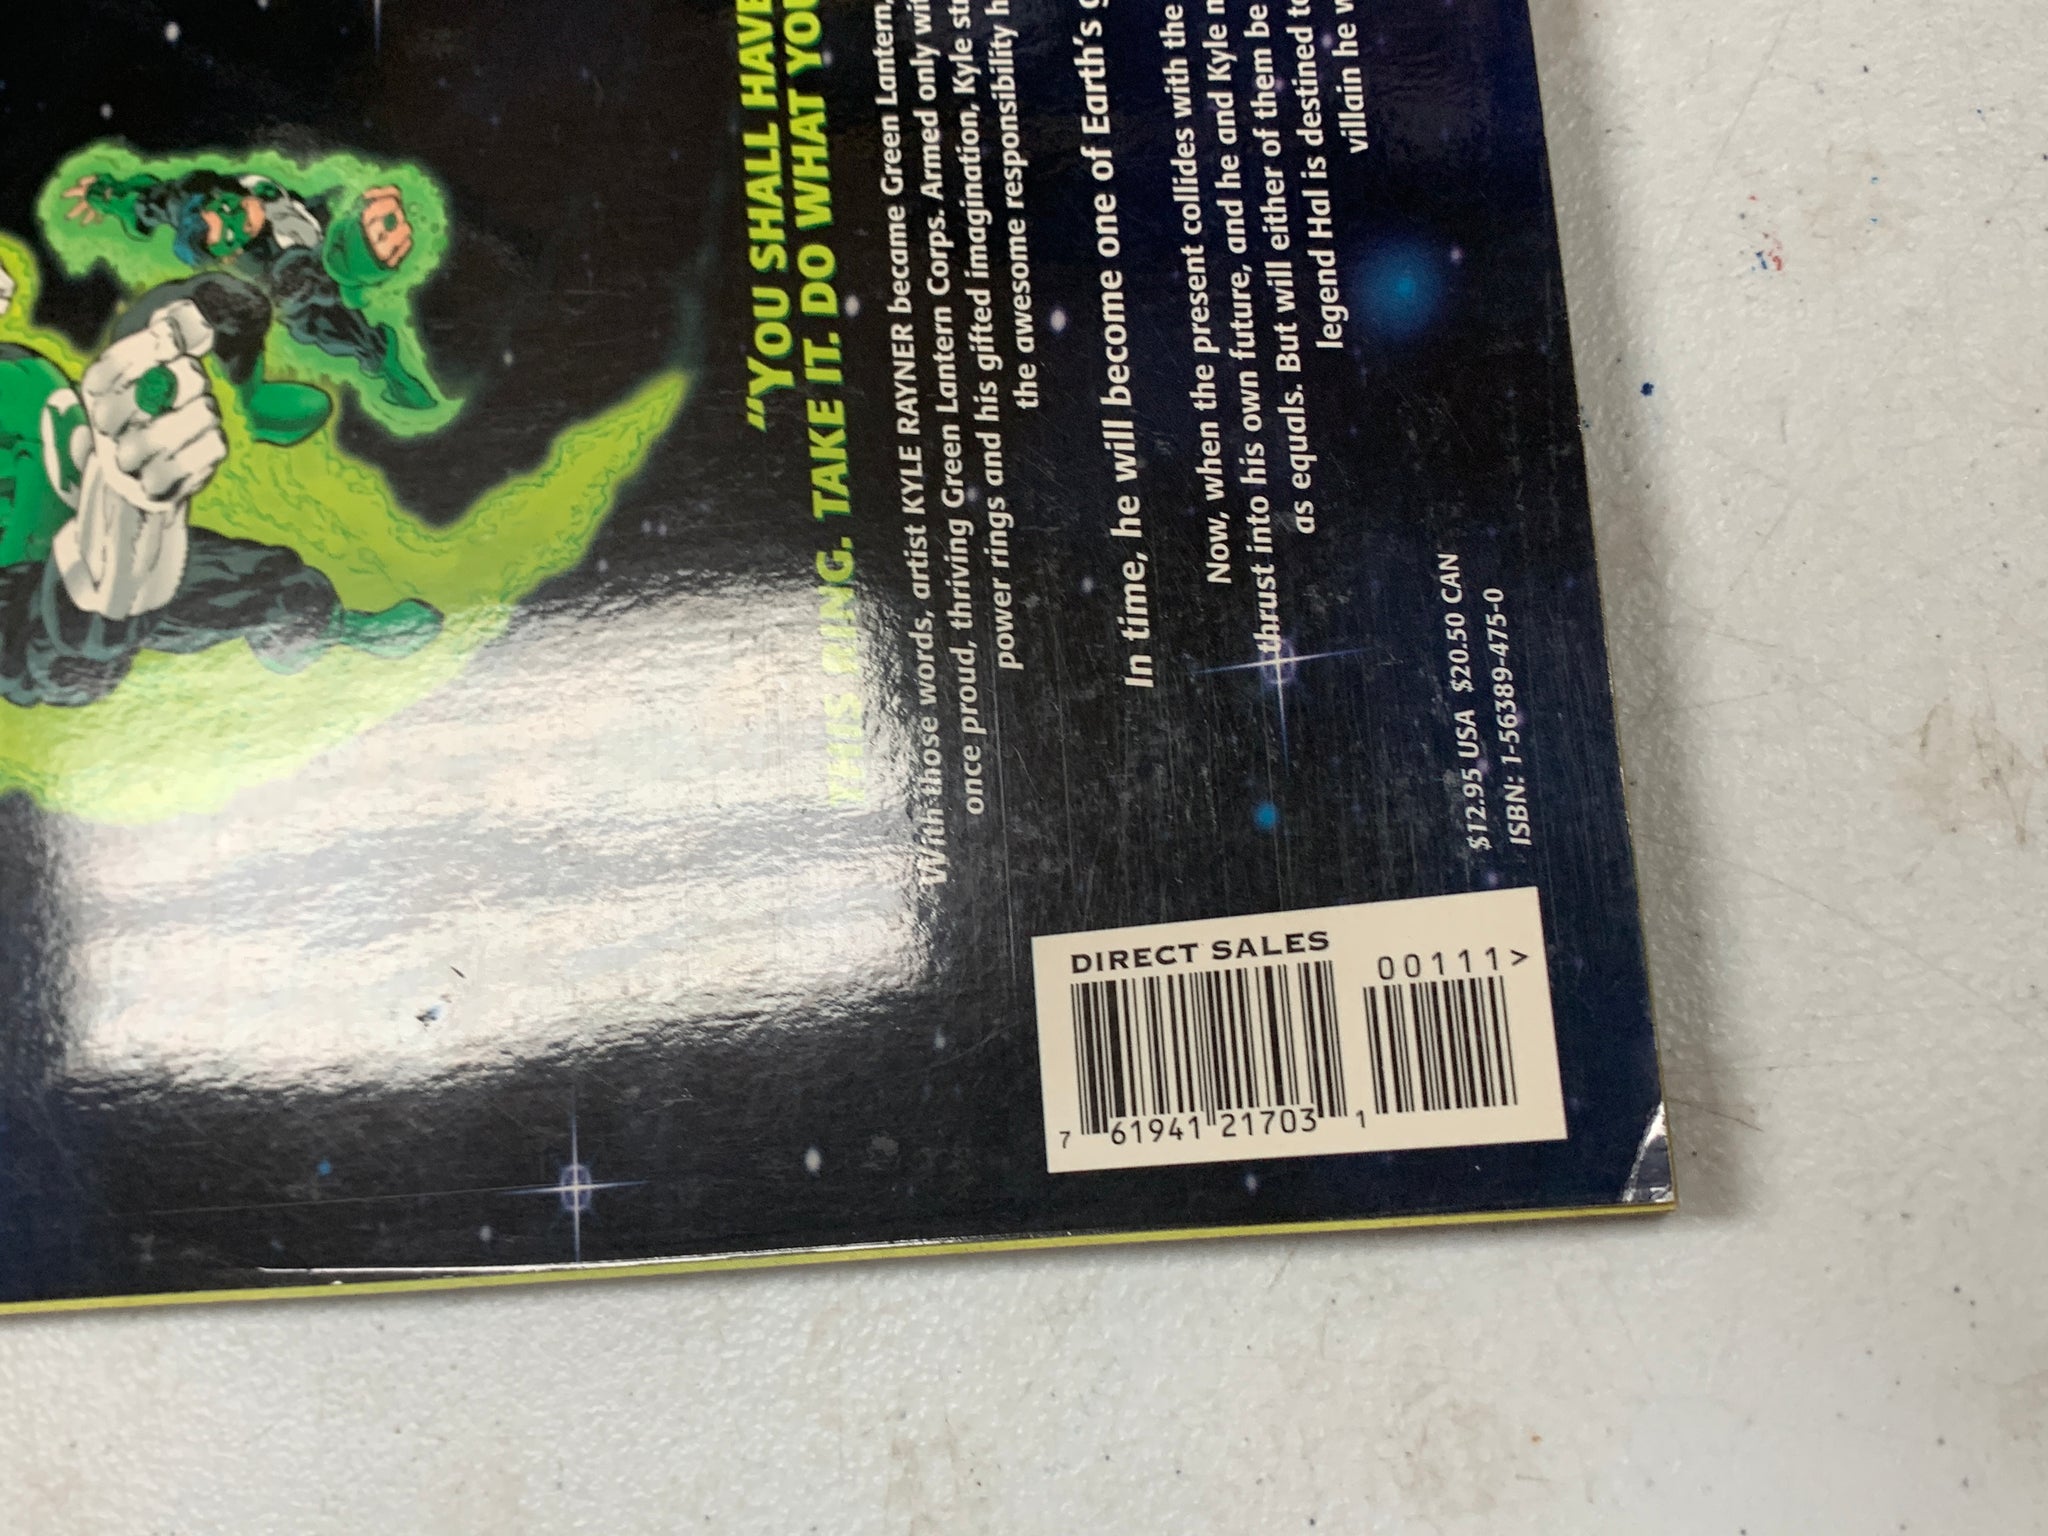 "YOU SHALL HAVE
THIS RING. TAKE IT. DO WHAT YOU
With those words, artist KYLE RAYNER became Green Lantern,
once proud, thriving Green Lantern Corps. Armed only
power rings and his gifted imagination, Kyle
the awesome responsibility
In time, he will become one of Earth's
Now, when the present collides with the
thrust into his own future, and he and Kyle
as equals. But will either of them be
legend Hal is destined
villain he
$12.95 USA $20.50 CAN
ISBN: 1-56389-475-0
DIRECT SALES
00111>
7 61941 21703 1